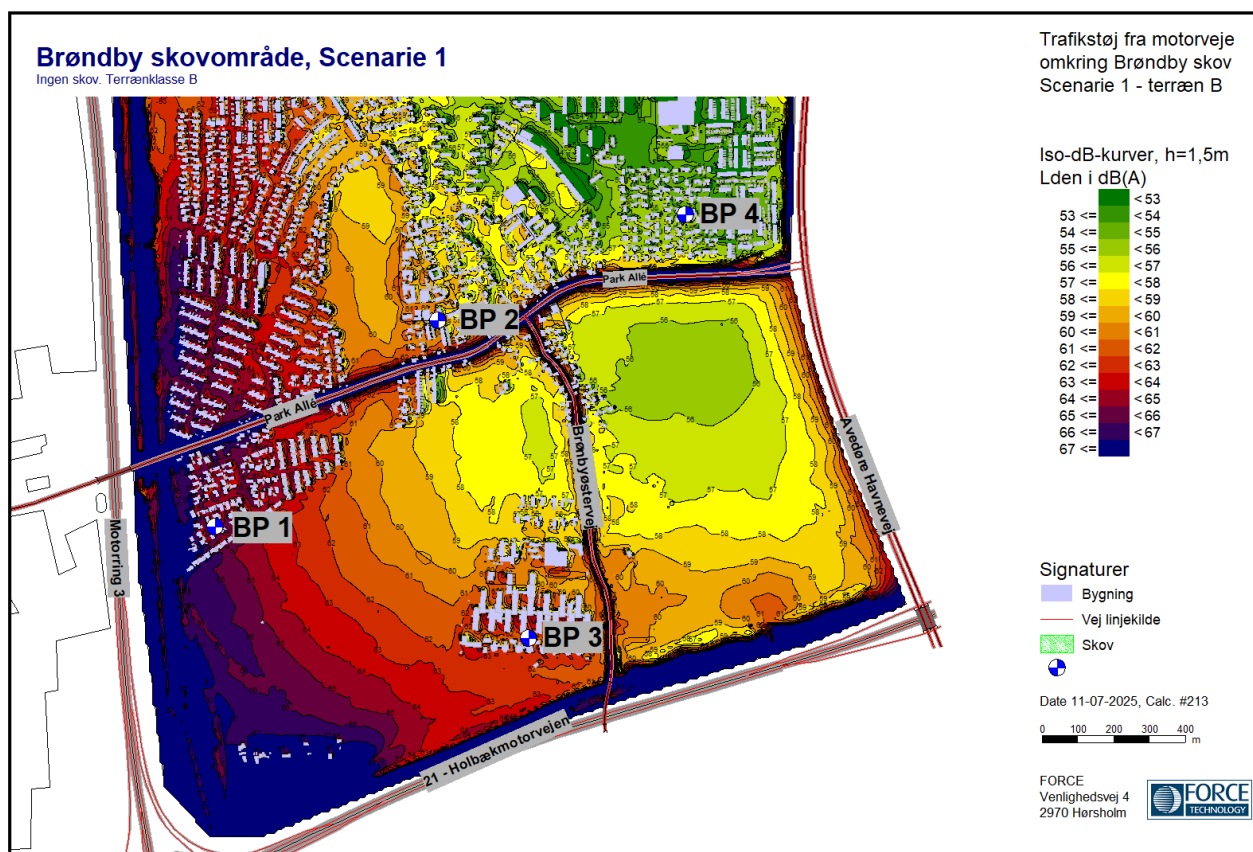 Brøndby skovområde, Scenarie 1
Ingen skov. Terrænklasse B
Trafikstøj fra motorveje
omkring Brøndby skov
Scenarie 1 - terræn B
Iso-dB-kurver, h=1,5m
Lden i dB(A)
< 53
53 <= < 54
54 <= < 55
55 <= < 56
56 <= < 57
57 <= < 58
58 <= < 59
59 <= < 60
60 <= < 61
61 <= < 62
62 <= < 63
63 <= < 64
64 <= < 65
65 <= < 66
66 <= < 67
67 <=
BP 4
Park Allé
BP 2
Park Allé
Brønbyøstervej
Avedøre Havnevej
BP 1
Motorring 3
BP 3
21 - Holbækmotorvejen
Signaturer
Bygning
Vej linjekilde
Skov
Date 11-07-2025, Calc. #213
0 100 200 300 400
m
FORCE
Venlighedsvej 4
2970 Hørsholm
FORCE
TECHNOLOGY